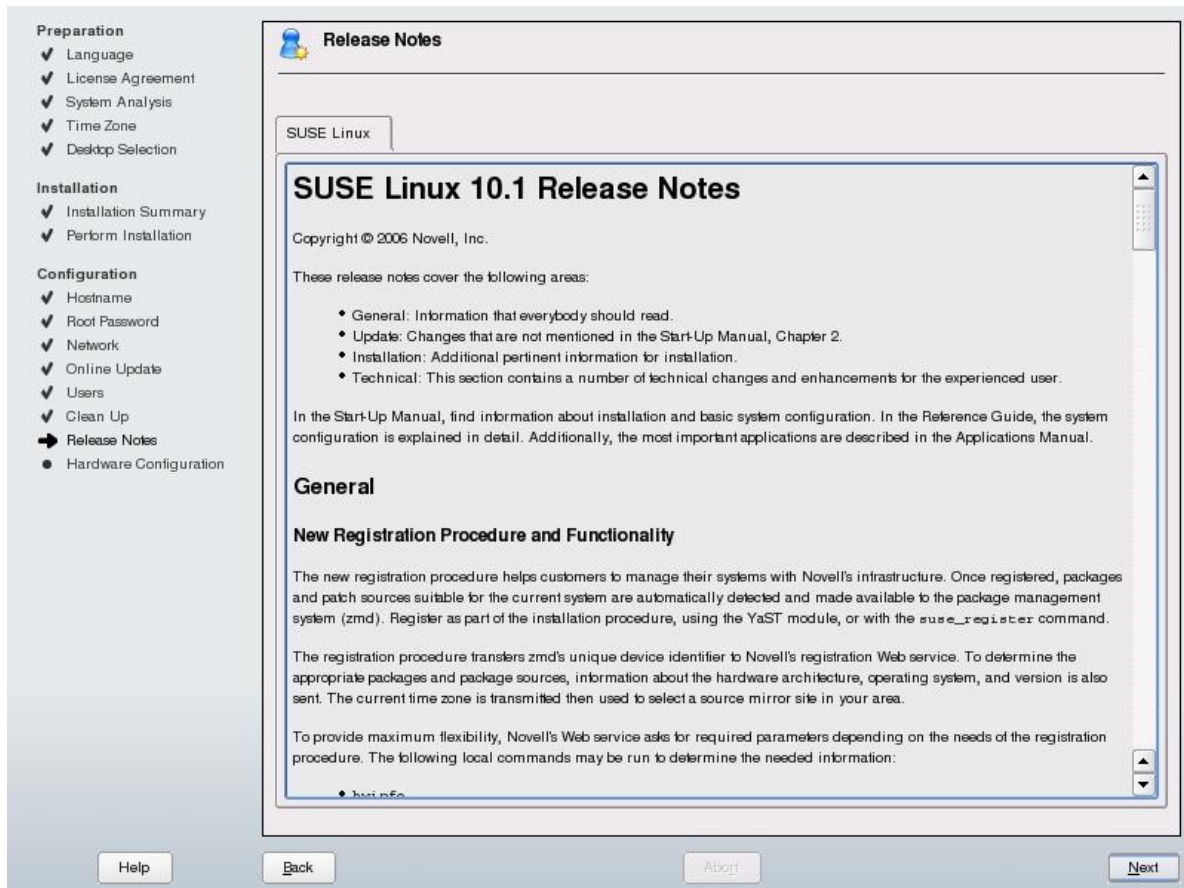 Preparation
Language
License Agreement
System Analysis
Time Zone
Desktop Selection
Installation
Installation Summary
Perform Installation
Configuration
Hostname
Root Password
Network
Online Update
Users
Clean Up
Release Notes
Hardware Configuration
Release Notes
SUSE Linux
SUSE Linux 10.1 Release Notes
Copyright © 2006 Novell, Inc.
These release notes cover the following areas:
• General: Information that everybody should read.
• Update: Changes that are not mentioned in the Start-Up Manual, Chapter 2.
• Installation: Additional pertinent information for installation.
• Technical: This section contains a number of technical changes and enhancements for the experienced user.
In the Start-Up Manual, find information about installation and basic system configuration. In the Reference Guide, the system
configuration is explained in detail. Additionally, the most important applications are described in the Applications Manual.
General
New Registration Procedure and Functionality
The new registration procedure helps customers to manage their systems with Novell's infrastructure. Once registered, packages
and patch sources suitable for the current system are automatically detected and made available to the package management
system (zmd). Register as part of the installation procedure, using the YaST module, or with the suse_register command.
The registration procedure transfers zmd's unique device identifier to Novell's registration Web service. To determine the
appropriate packages and package sources, information about the hardware architecture, operating system, and version is also
sent. The current time zone is transmitted then used to select a source mirror site in your area.
To provide maximum flexibility, Novell's Web service asks for required parameters depending on the needs of the registration
procedure. The following local commands may be run to determine the needed information:
• hwinfo
Help
Back
Abort
Next